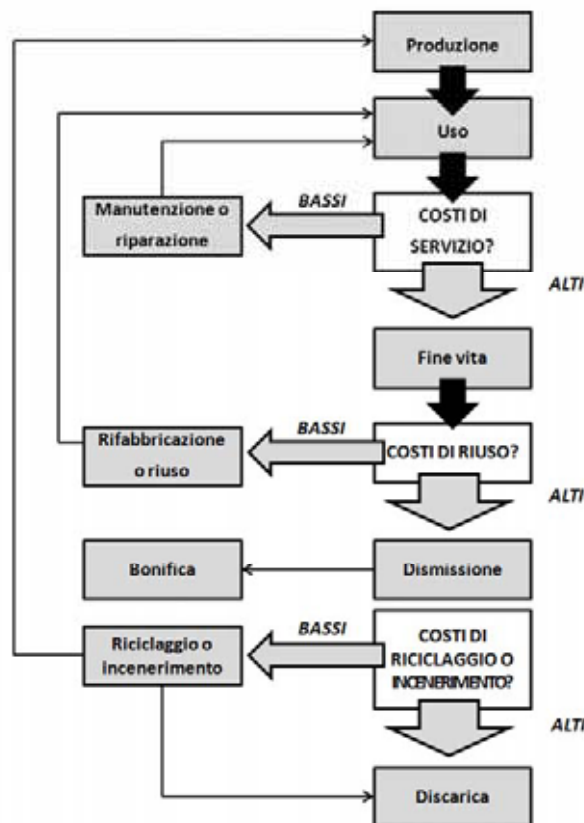 Produzione
Uso
BASSI
Manutenzione o
riparazione
COSTI DI
SERVIZIO?
ALTI
Fine vita
BASSI
Rifabbricazione
o riuso
COSTI DI RIUSO?
ALTI
Bonifica
Dismissione
BASSI
Riciclaggio o
incenerimento
COSTI DI
RICICLAGGIO O
INCENERIMENTO?
ALTI
Discarica